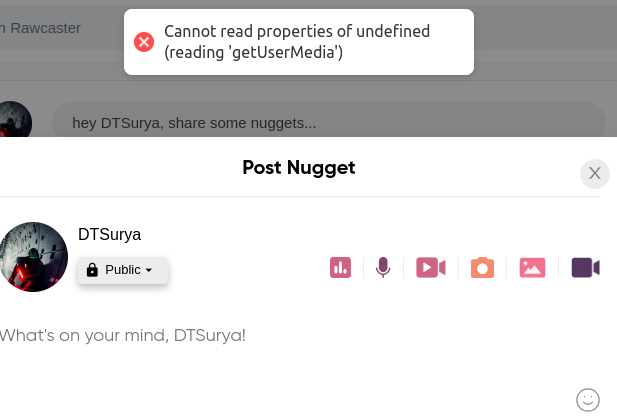 n Rawcaster
Cannot read properties of undefined
(reading 'getUserMedia')
hey DTSurya, share some nuggets...
Post Nugget
X
DTSurya
Public
What's on your mind, DTSurya!